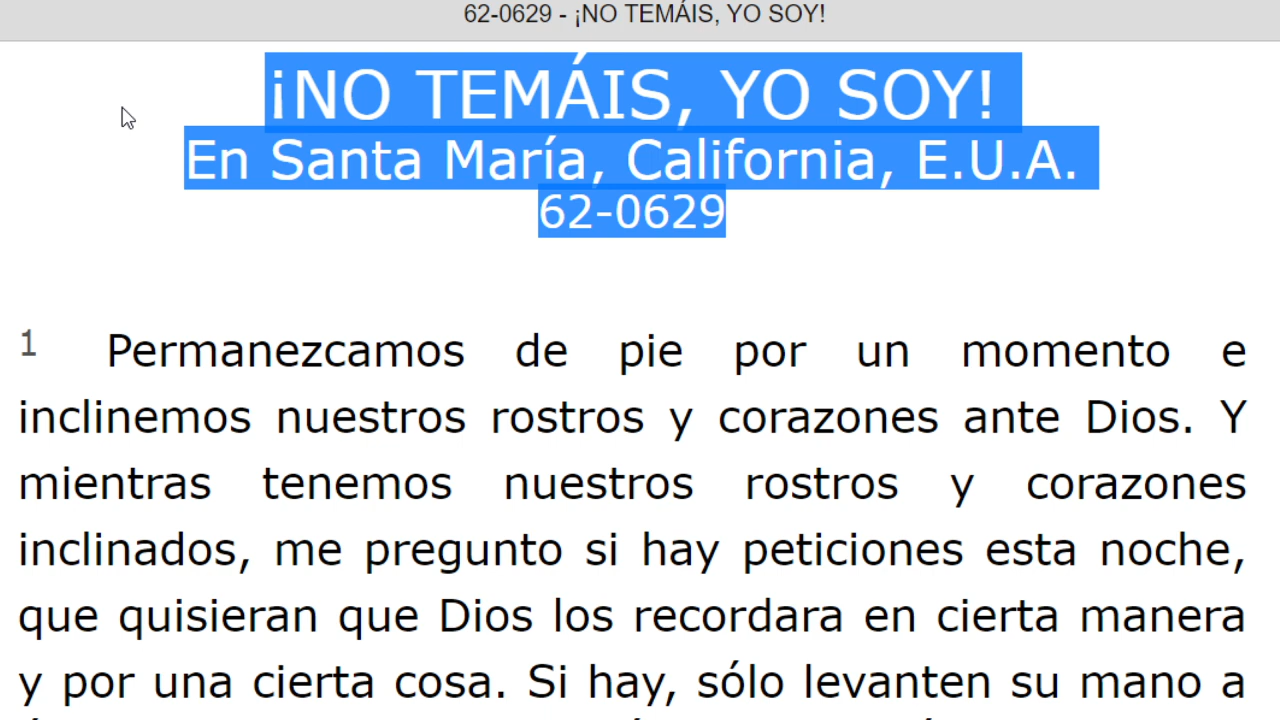 62-0629 - ¡NO TEMÁIS, YO SOY!
¡NO TEMÁIS, YO SOY!
En Santa María, California, E.U.A.
62-0629
1 Permanezcamos de pie por un momento e
inclinemos nuestros rostros y corazones ante Dios. Y
mientras tenemos nuestros rostros y corazones
inclinados, me pregunto si hay peticiones esta noche,
que quisieran que Dios los recordara en cierta manera
y por una cierta cosa. Si hay, sólo levanten su mano a